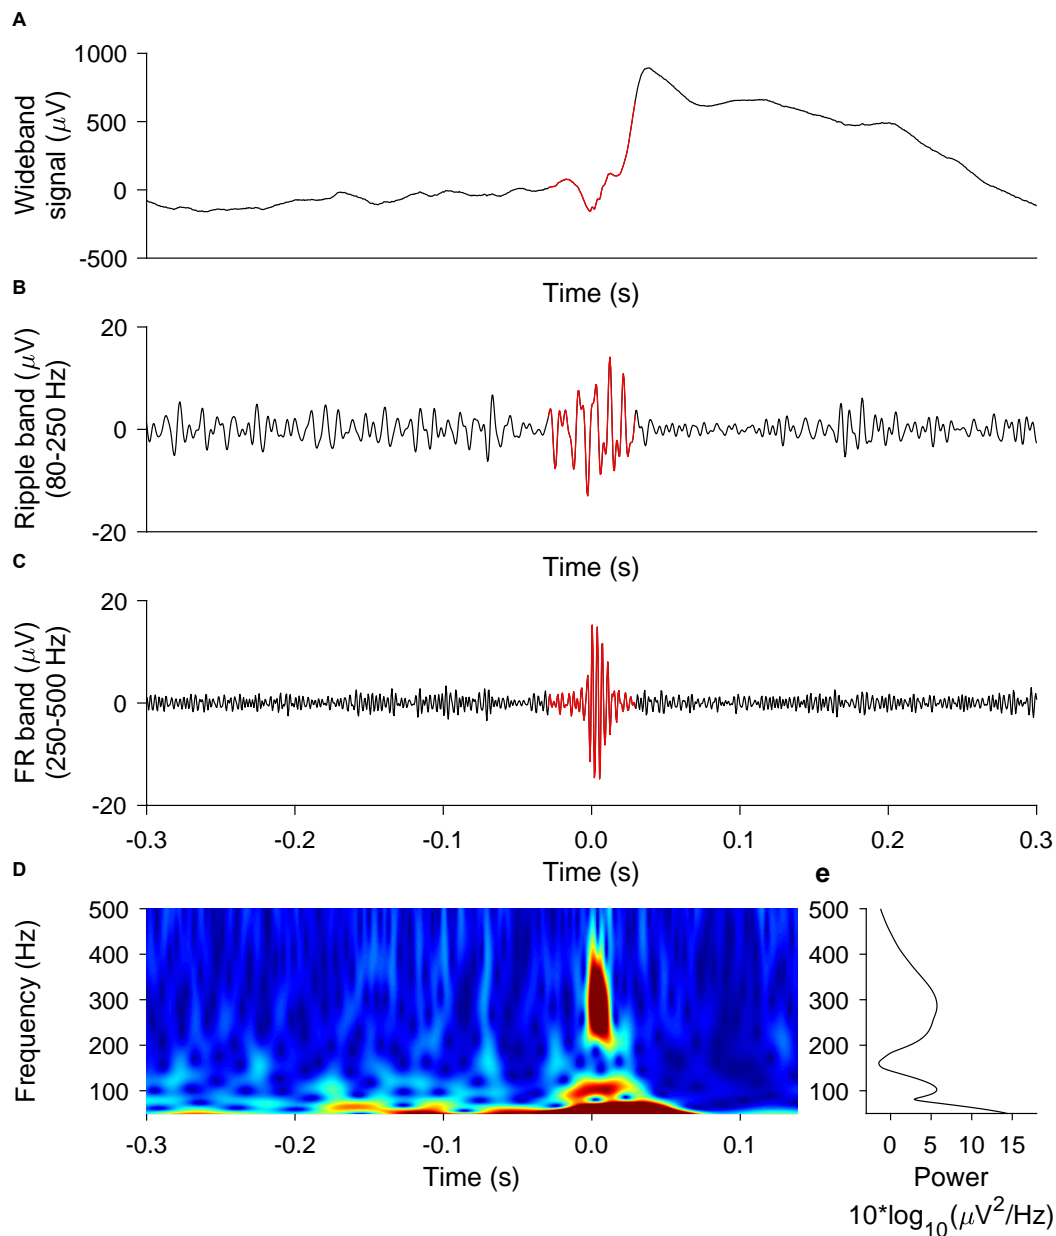 A
Wideband
signal (μV)
1000
500
0
-500
Time (s)
B
Ripple band (μV)
(80-250 Hz)
20
0
-20
Time (s)
C
FR band (μV)
(250-500 Hz)
20
0
-20
-0.3 -0.2 -0.1 0.0 0.1 0.2 0.3
Time (s)
D
Frequency (Hz)
500
400
300
200
100
-0.3 -0.2 -0.1 0.0 0.1
Time (s)
e
500
400
300
200
100
0 5 10 15
Power
10*log10(μV2/Hz)